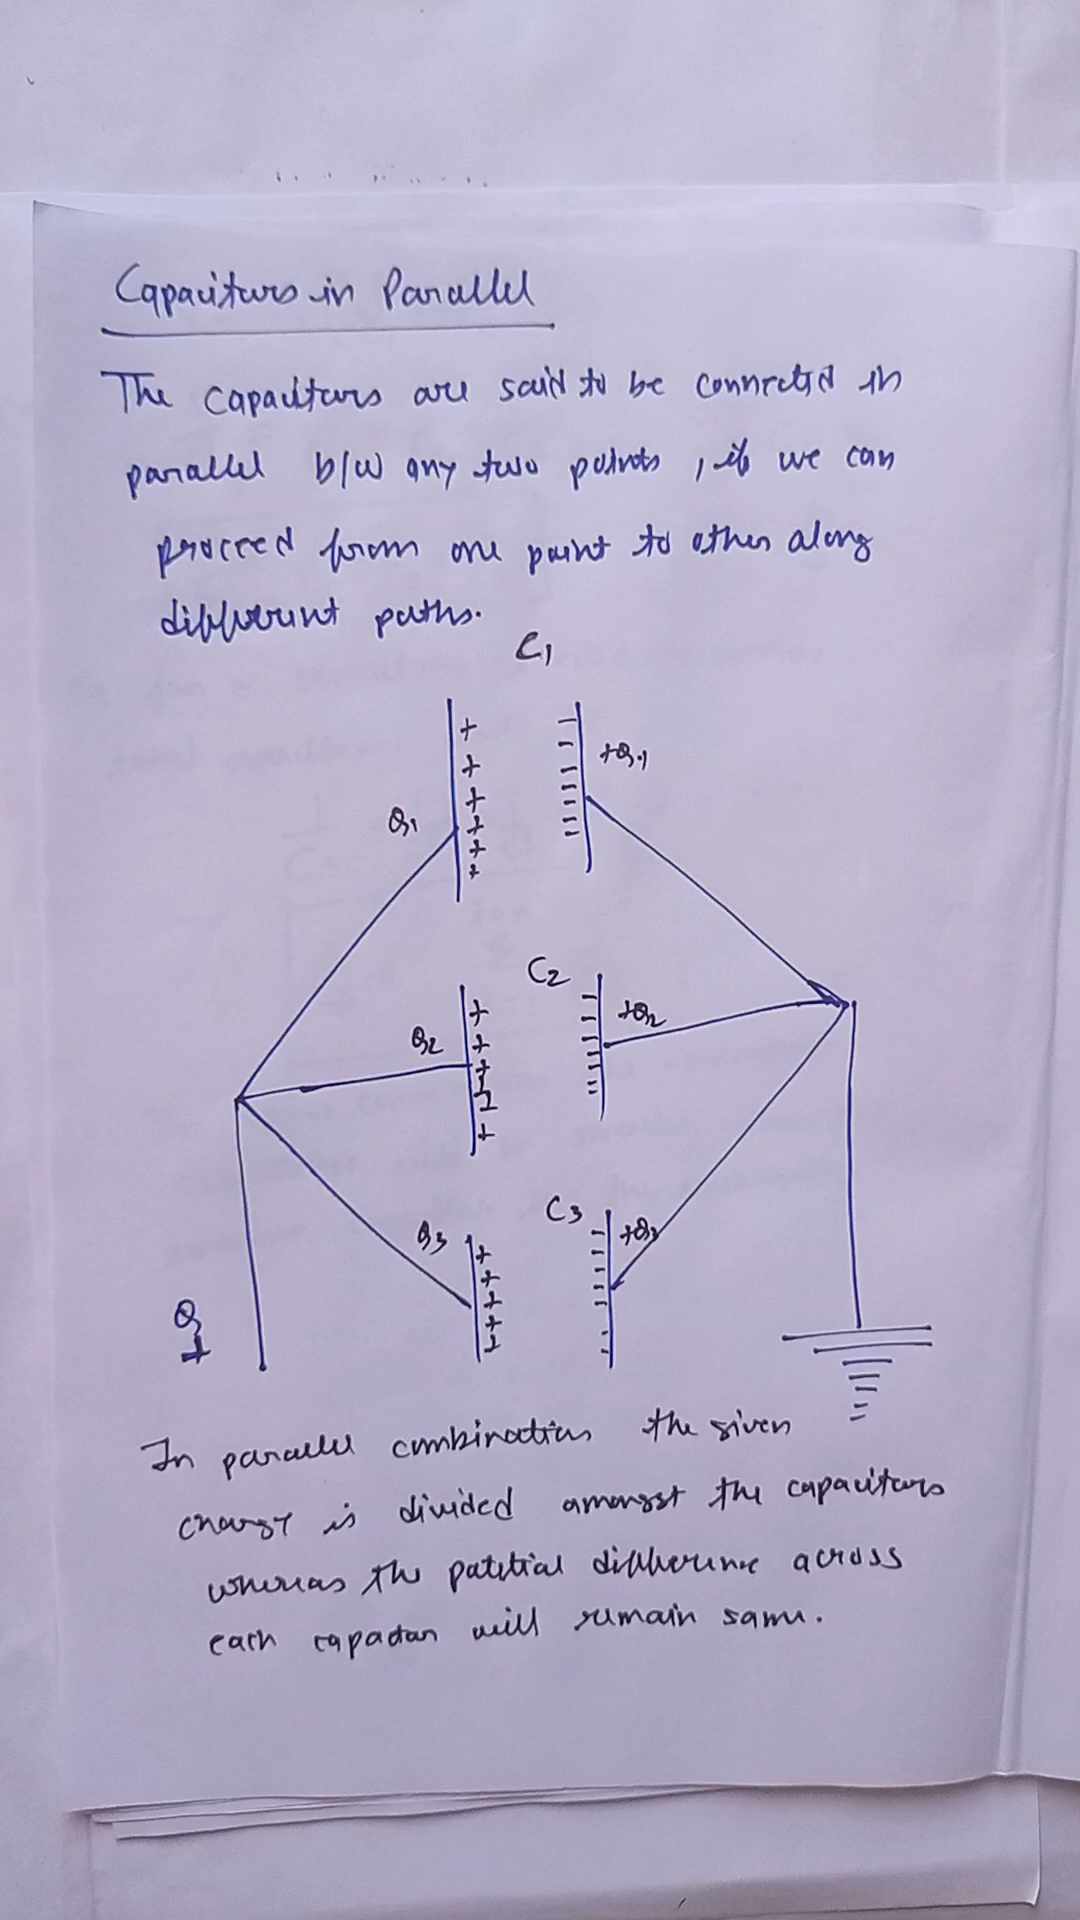 Capacitors in Parallel
The capacitors are said to be connected in
parallel b/w any two points, if we can
proceed from one point to other along
different paths.
C1
+Q1
Q1
C2
+Q2
Q2
C3
+Q3
Q3
Q
+
In parallel combination the given
charge is divided amongst the capacitors
whereas the patetial difference across
each capacitor will remain same.